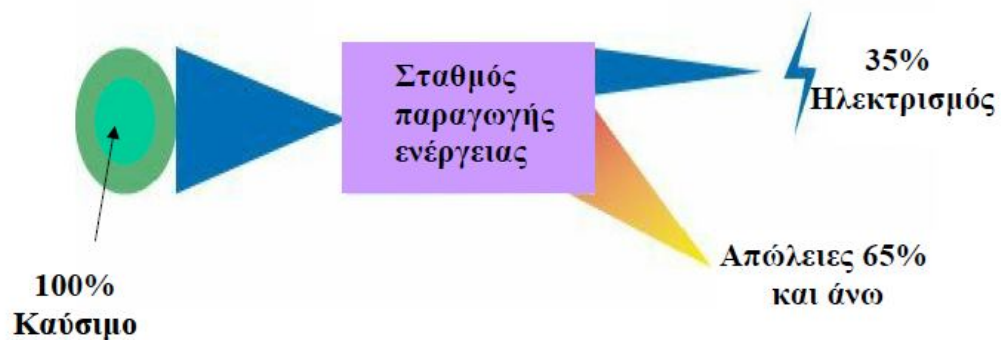 100%
Καύσιμο
Σταθμός
παραγωγής
ενέργειας
35%
Ηλεκτρισμός
Απώλειες 65%
και άνω